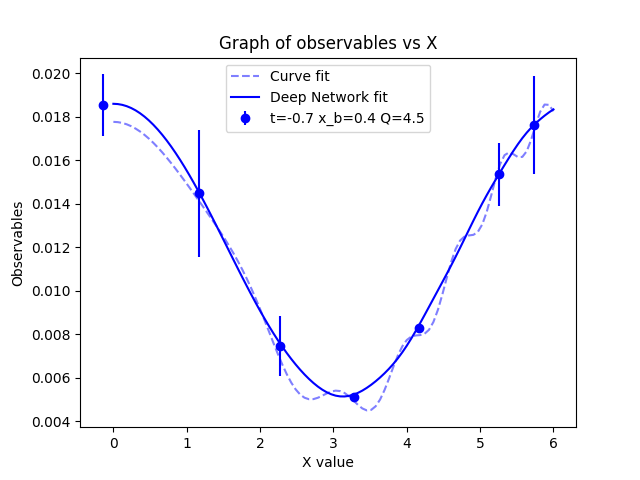 Graph of observables vs X
Curve fit
Deep Network fit
t=-0.7 x_b=0.4 Q=4.5
Observables
0.020
0.018
0.016
0.014
0.012
0.010
0.008
0.006
0.004
0 1 2 3 4 5 6
X value